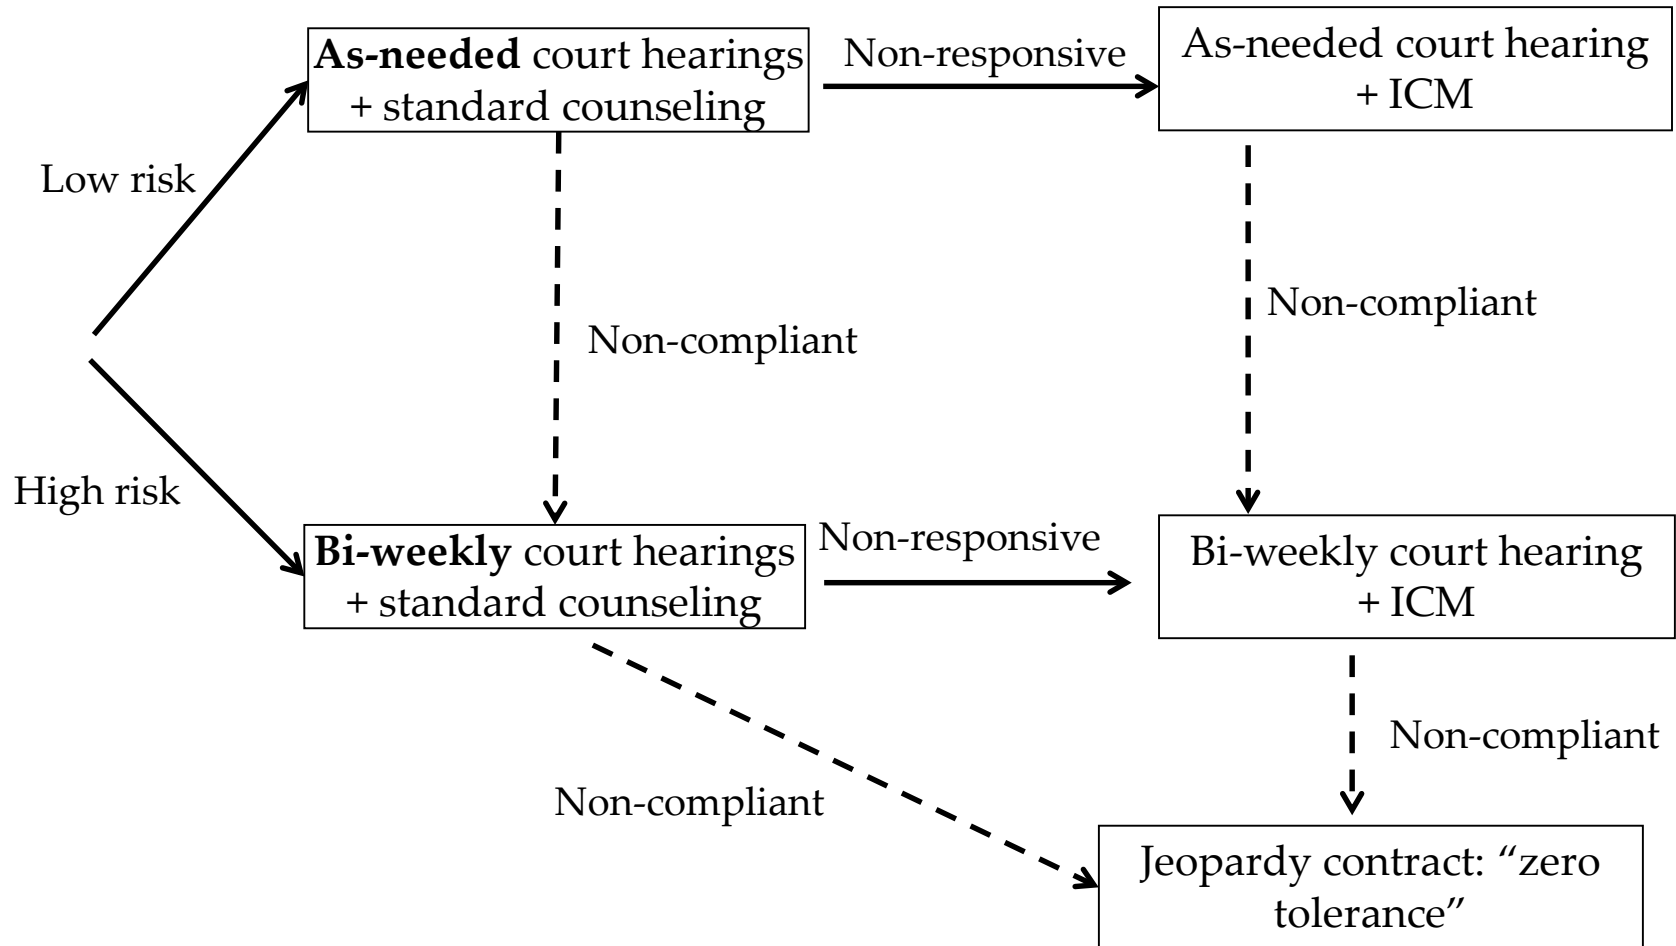 As-needed court hearings
+ standard counseling
Non-responsive
As-needed court hearing
+ ICM
Low risk
Non-compliant
Non-compliant
High risk
Bi-weekly court hearings
+ standard counseling
Non-responsive
Bi-weekly court hearing
+ ICM
Non-compliant
Non-compliant
Jeopardy contract: “zero
tolerance”